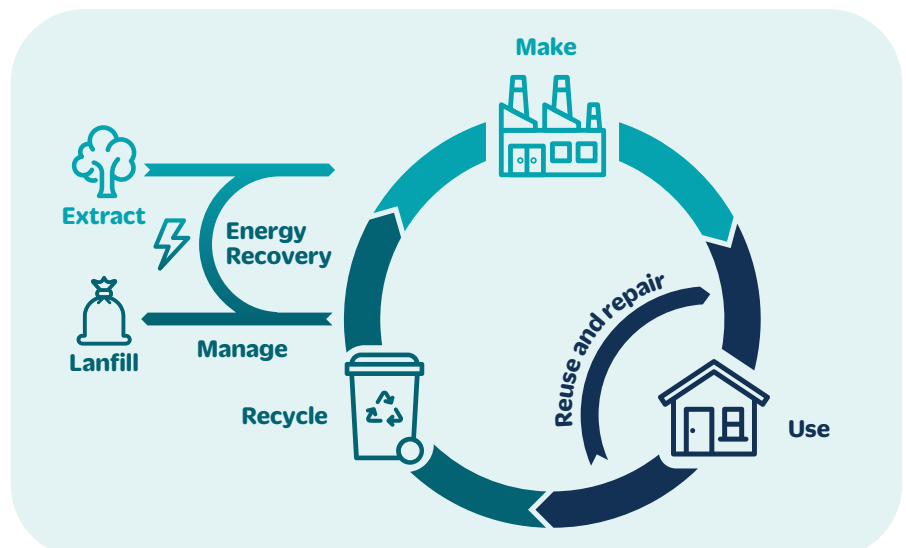 Make
Extract
Energy
Recovery
Reuse and repair
Manage
Lanfill
Recycle
Use